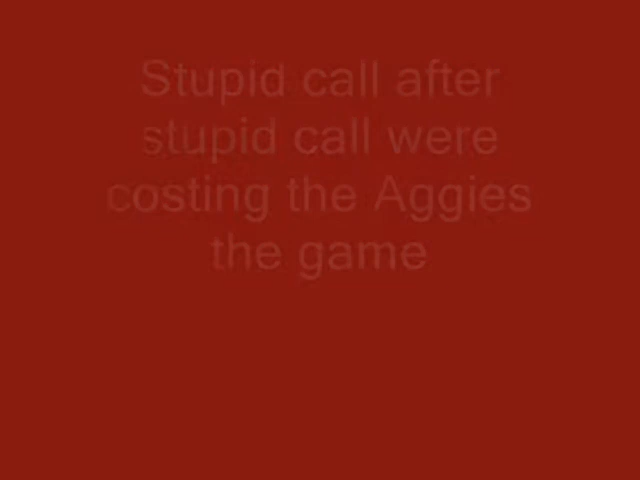 Stupid call after
stupid call were
costing the Aggies
the game